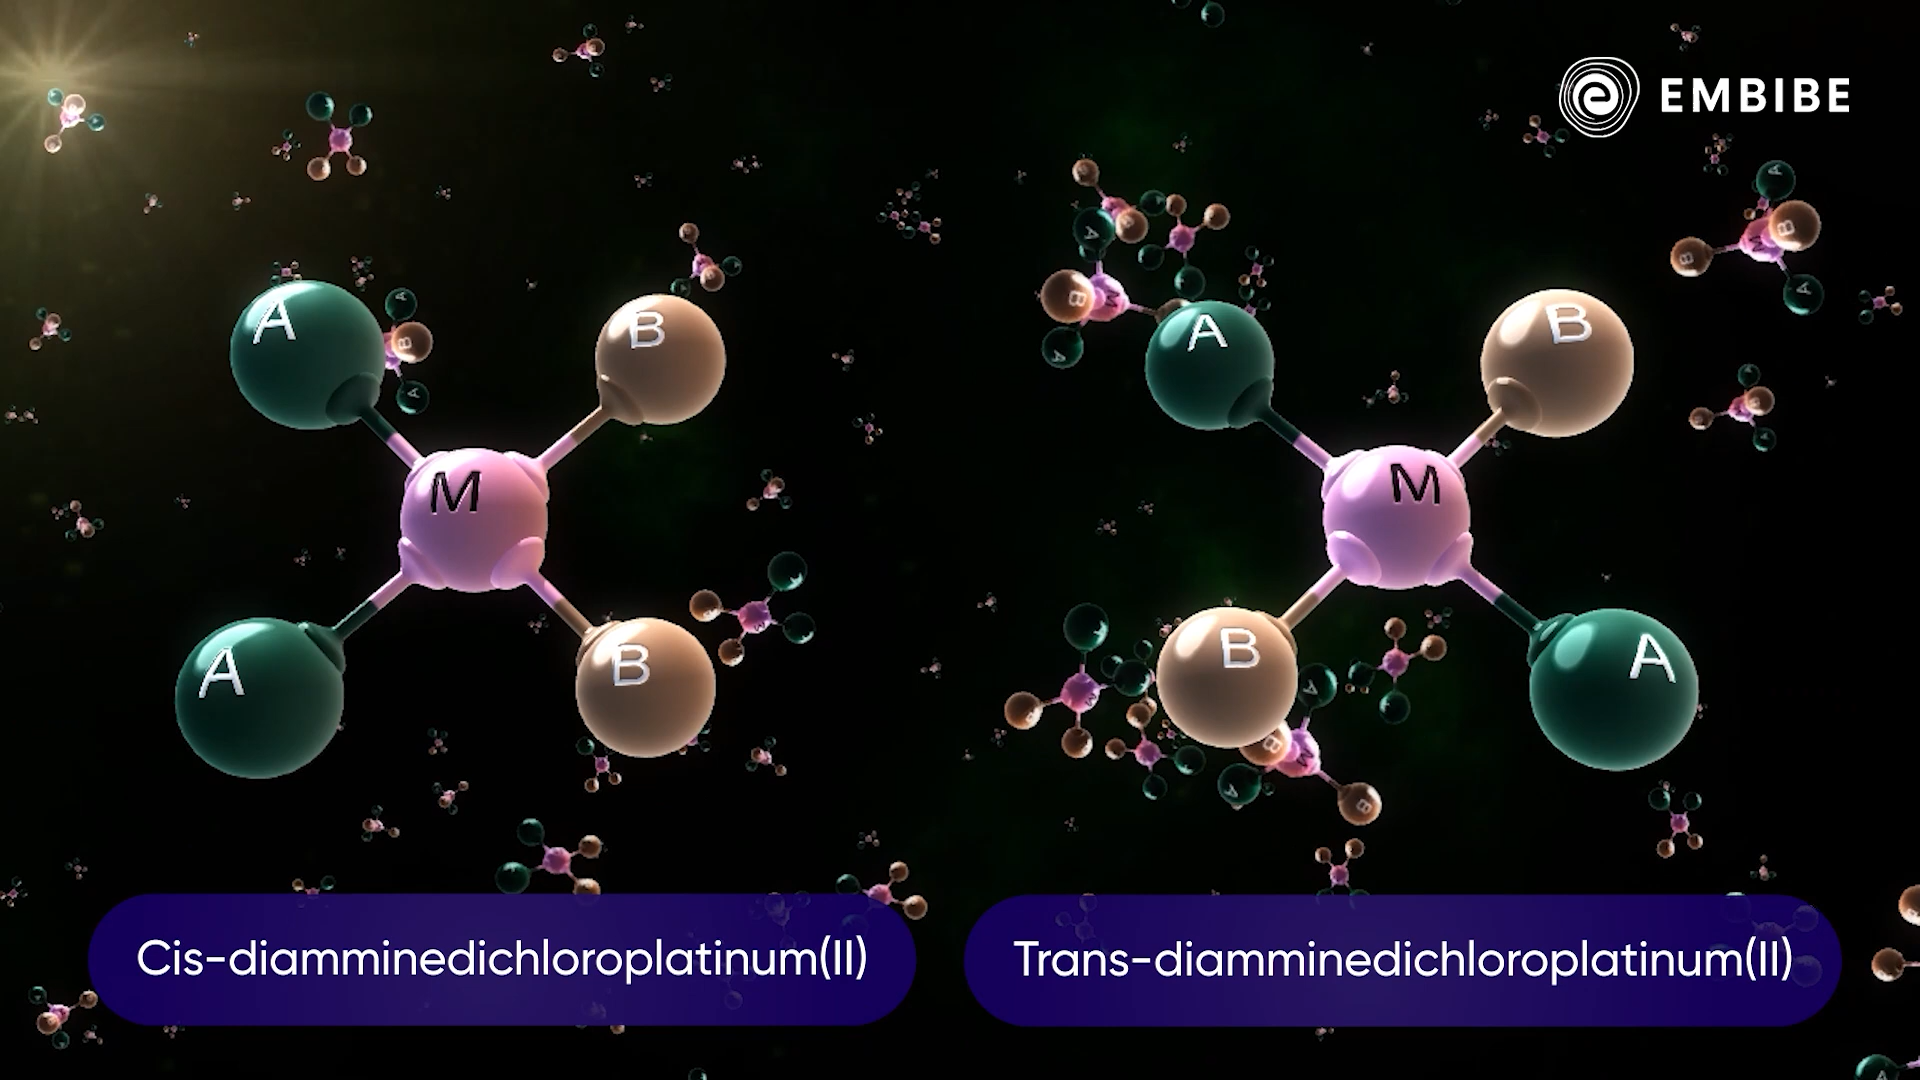 EMBIBE
A B
M
A B
A B
M
B A
Cis-diamminedichloroplatinum(II)
Trans-diamminedichloroplatinum(II)